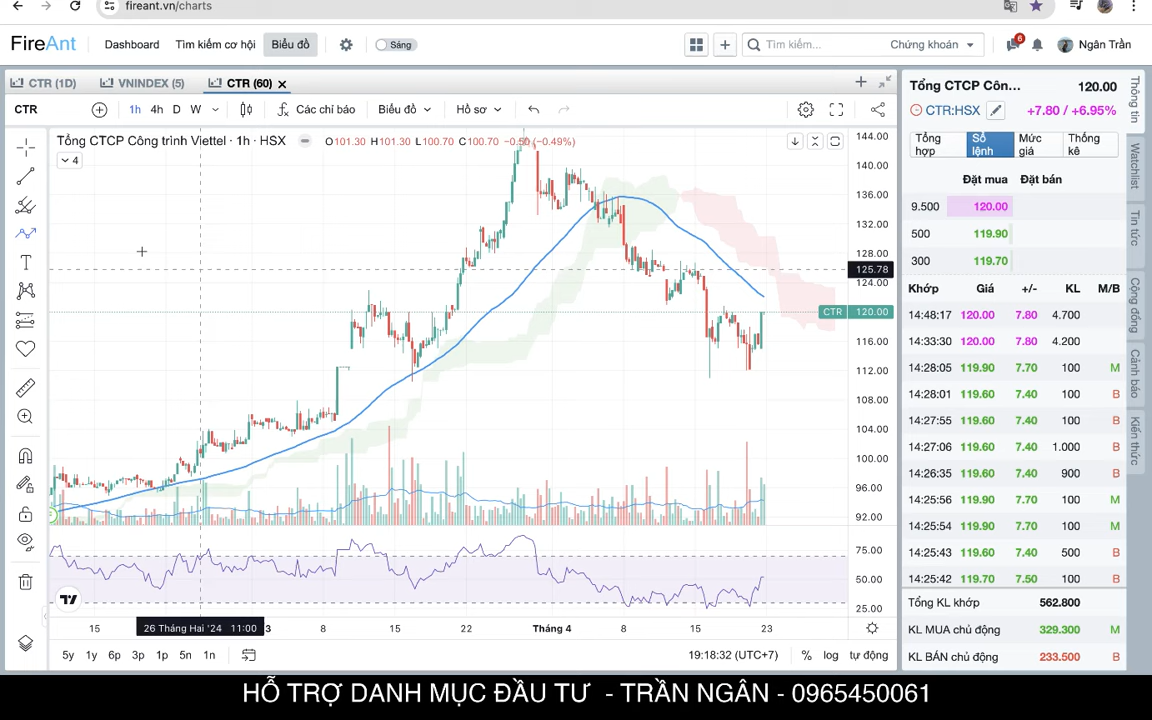 fireant.vn/charts
FireAnt
Dashboard
Tìm kiếm cơ hội
Biểu đồ
Sáng
Tìm kiếm...
Chứng khoán
6
Ngân Trần
CTR (1D)
VNINDEX (5)
CTR (60)
CTR
1h
4h
D
W
Các chỉ báo
Biểu đồ
Hồ sơ
Tổng CTCP Công trình Viettel · 1h · HSX
O101.30 H101.30 L100.70 C100.70 −0.50 (−0.49%)
4
144.00
140.00
136.00
132.00
128.00
125.78
124.00
CTR 120.00
116.00
112.00
108.00
104.00
100.00
96.00
92.00
75.00
50.00
25.00
15
26 Tháng Hai '24 11:00
3
8
15
22
Tháng 4
8
15
23
5y 1y 6p 3p 1p 5n 1n
19:18:32 (UTC+7)
% log tự động
Tổng CTCP Côn... 120.00
CTR:HSX +7.80 / +6.95%
Tổng hợp
Sổ lệnh
Mức giá
Thống kê
Đặt mua Đặt bán
9.500 120.00
500 119.90
300 119.70
Khớp Giá +/- KL M/B
14:48:17 120.00 7.80 4.700
14:33:30 120.00 7.80 4.200
14:28:05 119.90 7.70 100 M
14:28:01 119.60 7.40 100 B
14:27:55 119.60 7.40 100 B
14:27:06 119.60 7.40 1.000 B
14:26:35 119.60 7.40 900 B
14:25:56 119.90 7.70 100 M
14:25:54 119.90 7.70 100 M
14:25:43 119.60 7.40 500 B
14:25:42 119.70 7.50 100 B
Tổng KL khớp 562.800
KL MUA chủ động 329.300 M
KL BÁN chủ động 233.500 B
Thông tin
Watchlist
Tin tức
Cộng đồng
Cảnh báo
Kiến thức
HỖ TRỢ DANH MỤC ĐẦU TƯ - TRẦN NGÂN - 0965450061